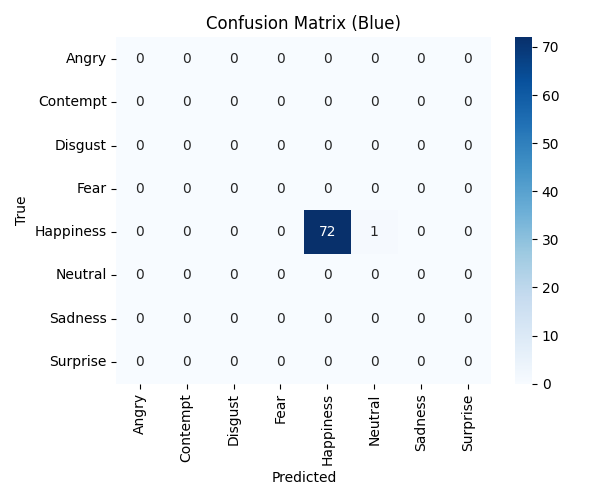 Confusion Matrix (Blue)
True
Angry 0 0 0 0 0 0 0 0
Contempt 0 0 0 0 0 0 0 0
Disgust 0 0 0 0 0 0 0 0
Fear 0 0 0 0 0 0 0 0
Happiness 0 0 0 0 72 1 0 0
Neutral 0 0 0 0 0 0 0 0
Sadness 0 0 0 0 0 0 0 0
Surprise 0 0 0 0 0 0 0 0
Angry Contempt Disgust Fear Happiness Neutral Sadness Surprise
Predicted
70
60
50
40
30
20
10
0